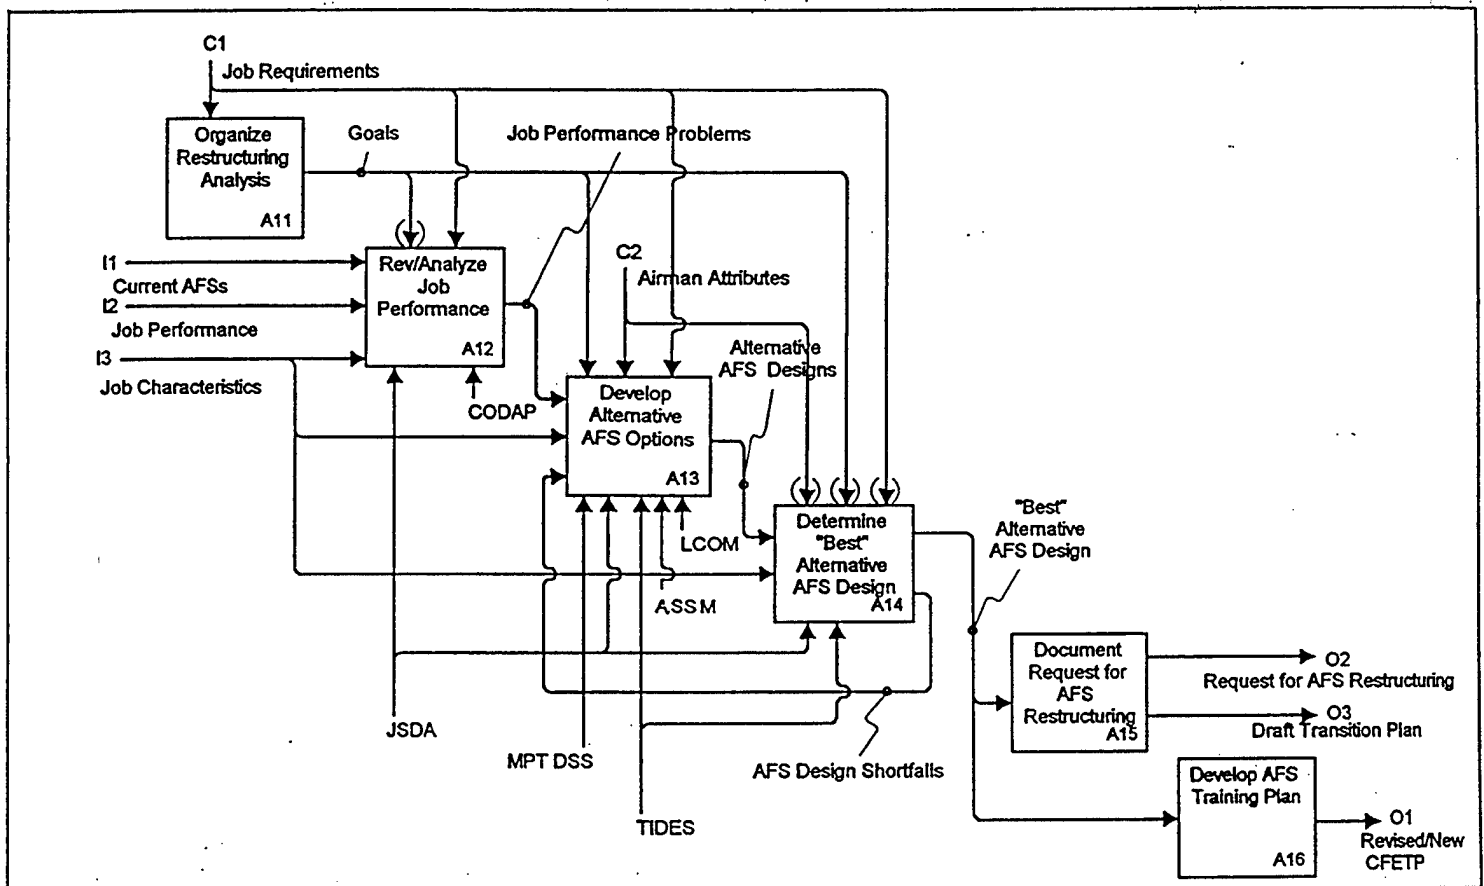 C1
Job Requirements
Organize
Restructuring
Analysis
A11
Goals
Job Performance Problems
I1
Current AFSs
I2
Job Performance
I3
Job Characteristics
Rev/Analyze
Job
Performance
A12
CODAP
C2
Airman Attributes
Alternative
AFS Designs
Develop
Alternative
AFS Options
A13
LCOM
ASSM
Determine
"Best"
Alternative
AFS Design
A14
"Best"
Alternative
AFS Design
JSDA
MPT DSS
TIDES
AFS Design Shortfalls
Document
Request for
AFS
Restructuring
A15
O2
Request for AFS Restructuring
O3
Draft Transition Plan
Develop AFS
Training Plan
A16
O1
Revised/New
CFETP